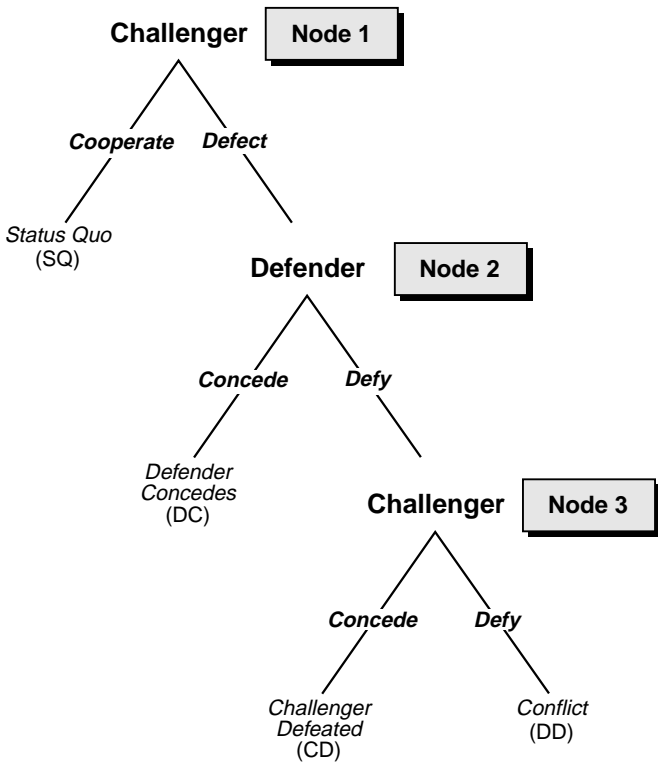 Challenger Node 1
Cooperate Defect
Status Quo
(SQ)
Defender Node 2
Concede Defy
Defender
Concedes
(DC)
Challenger Node 3
Concede Defy
Challenger
Defeated
(CD)
Conflict
(DD)